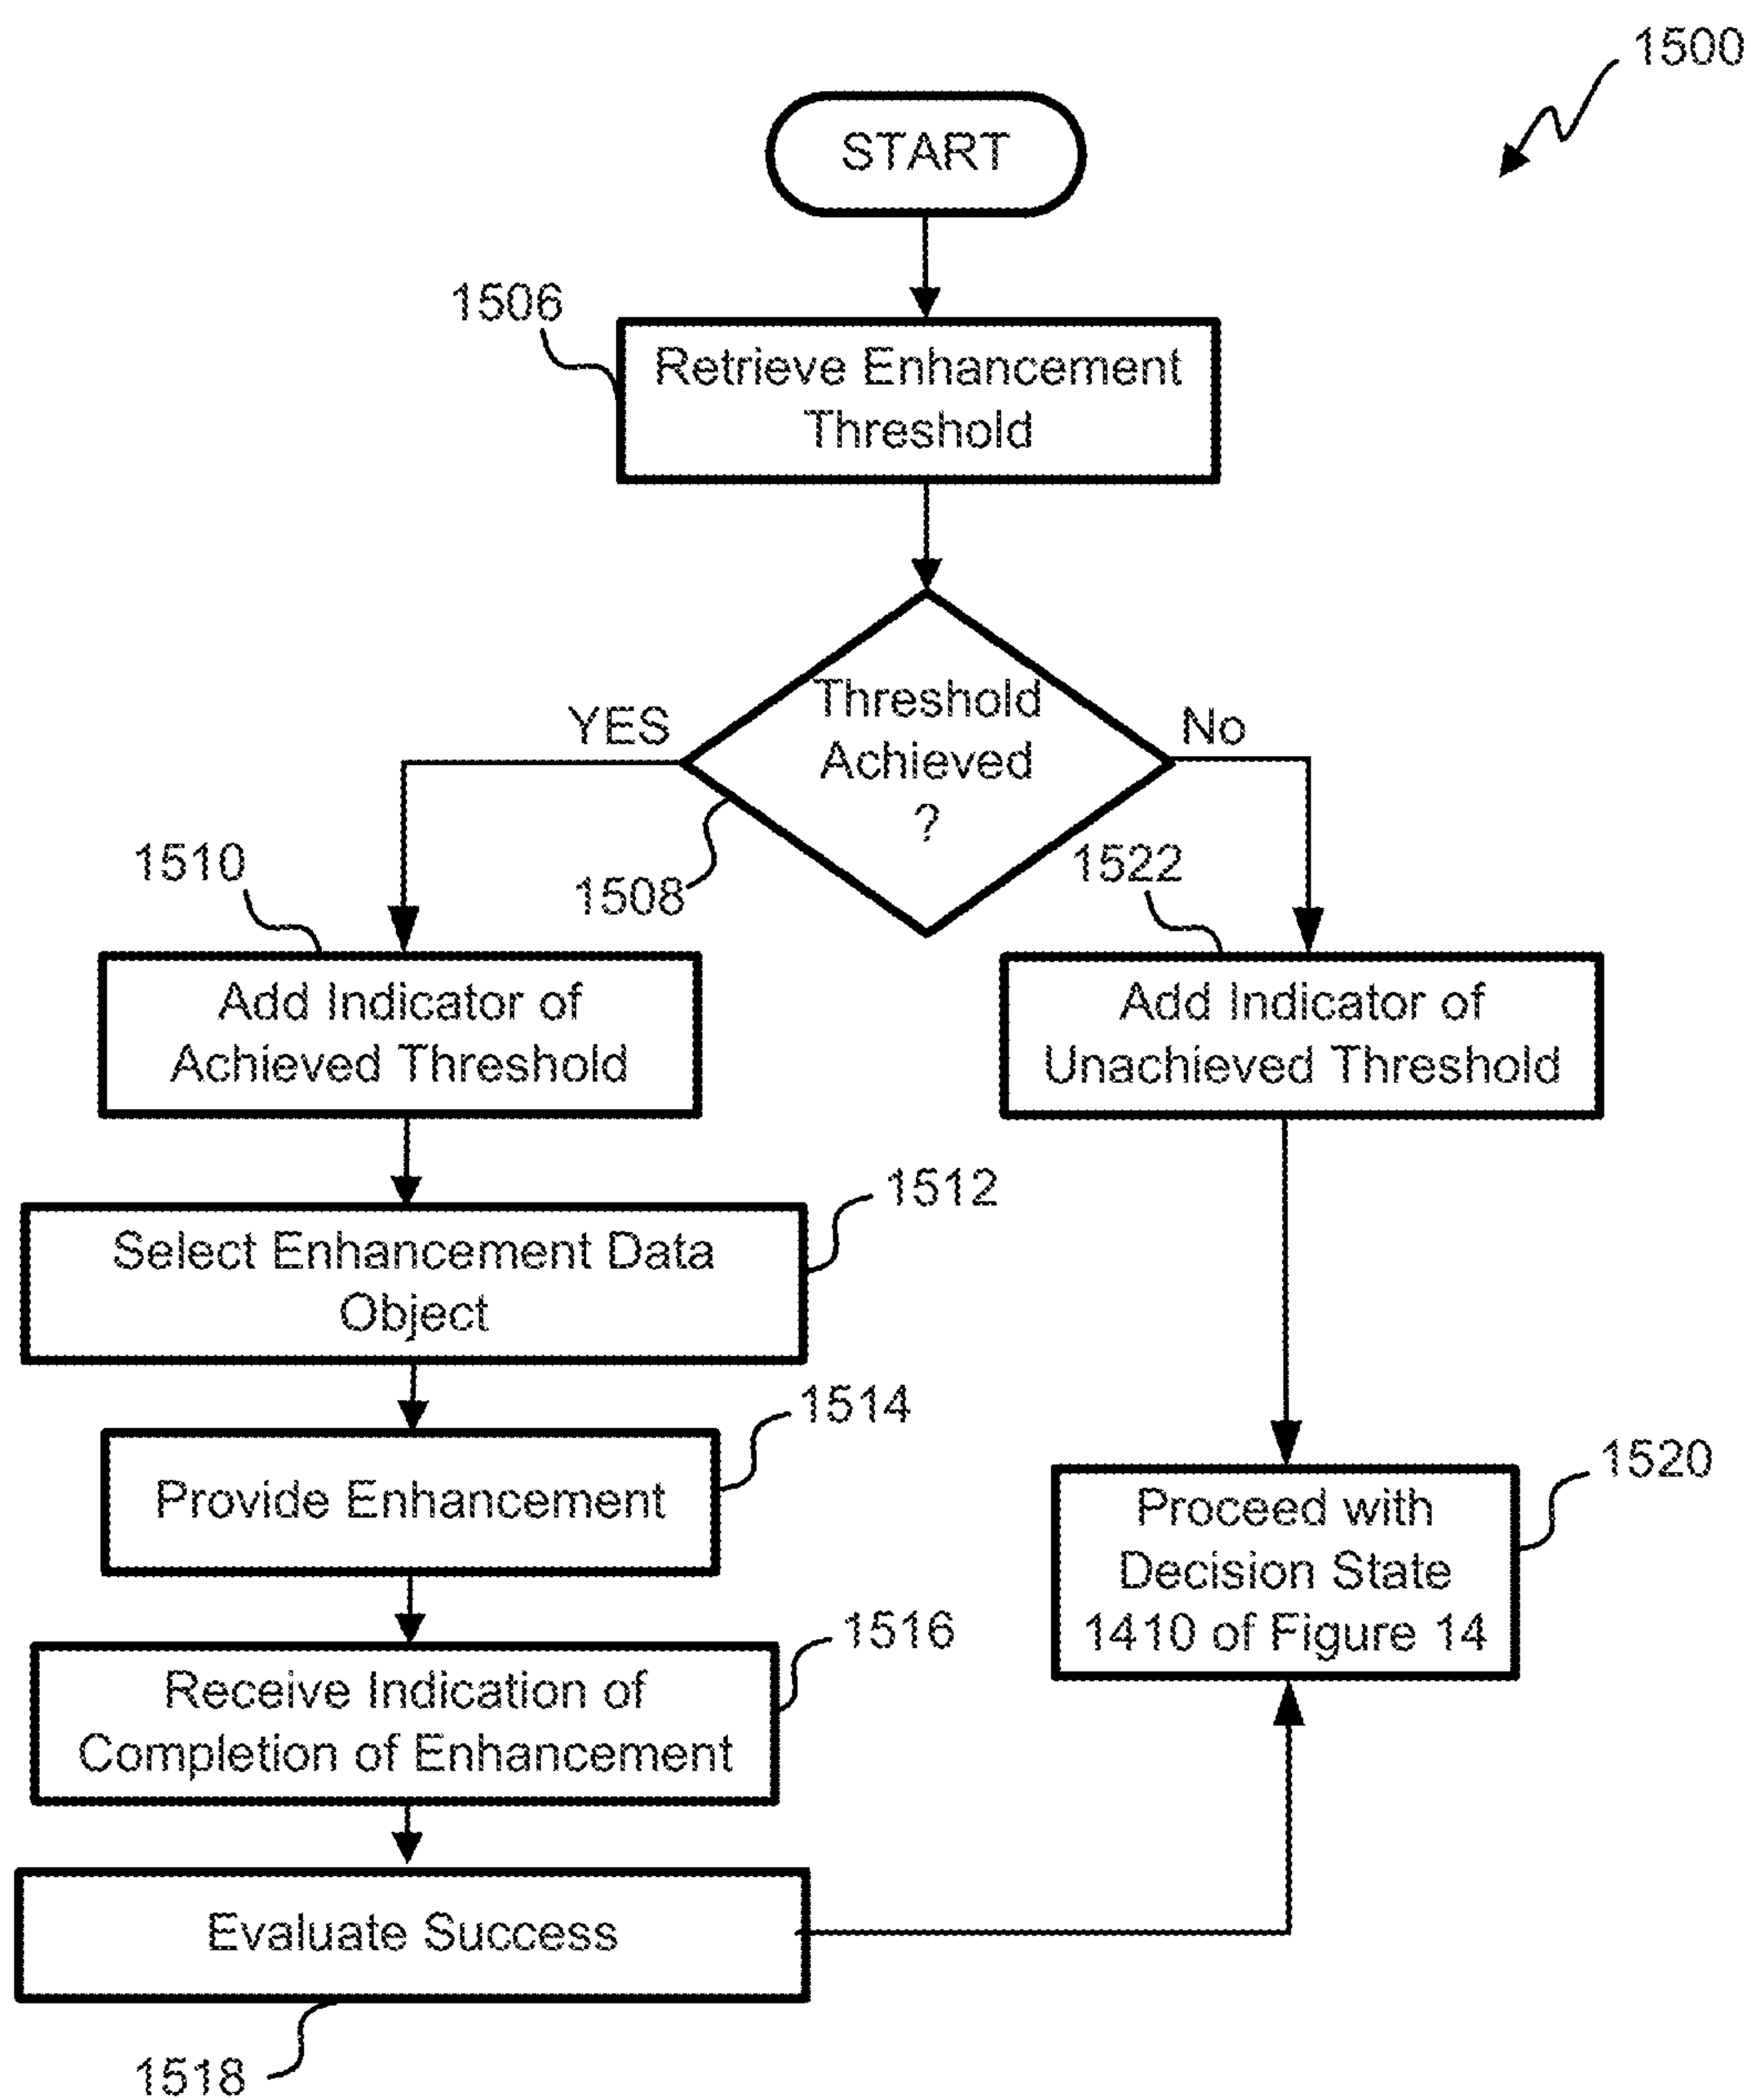 1500
START
1506
Retrieve Enhancement
Threshold
Threshold
Achieved
?
YES
No
1508
1510
Add Indicator of
Achieved Threshold
1522
Add Indicator of
Unachieved Threshold
1512
Select Enhancement Data
Object
1514
Provide Enhancement
1520
Proceed with
Decision State
1410 of Figure 14
1516
Receive Indication of
Completion of Enhancement
Evaluate Success
1518